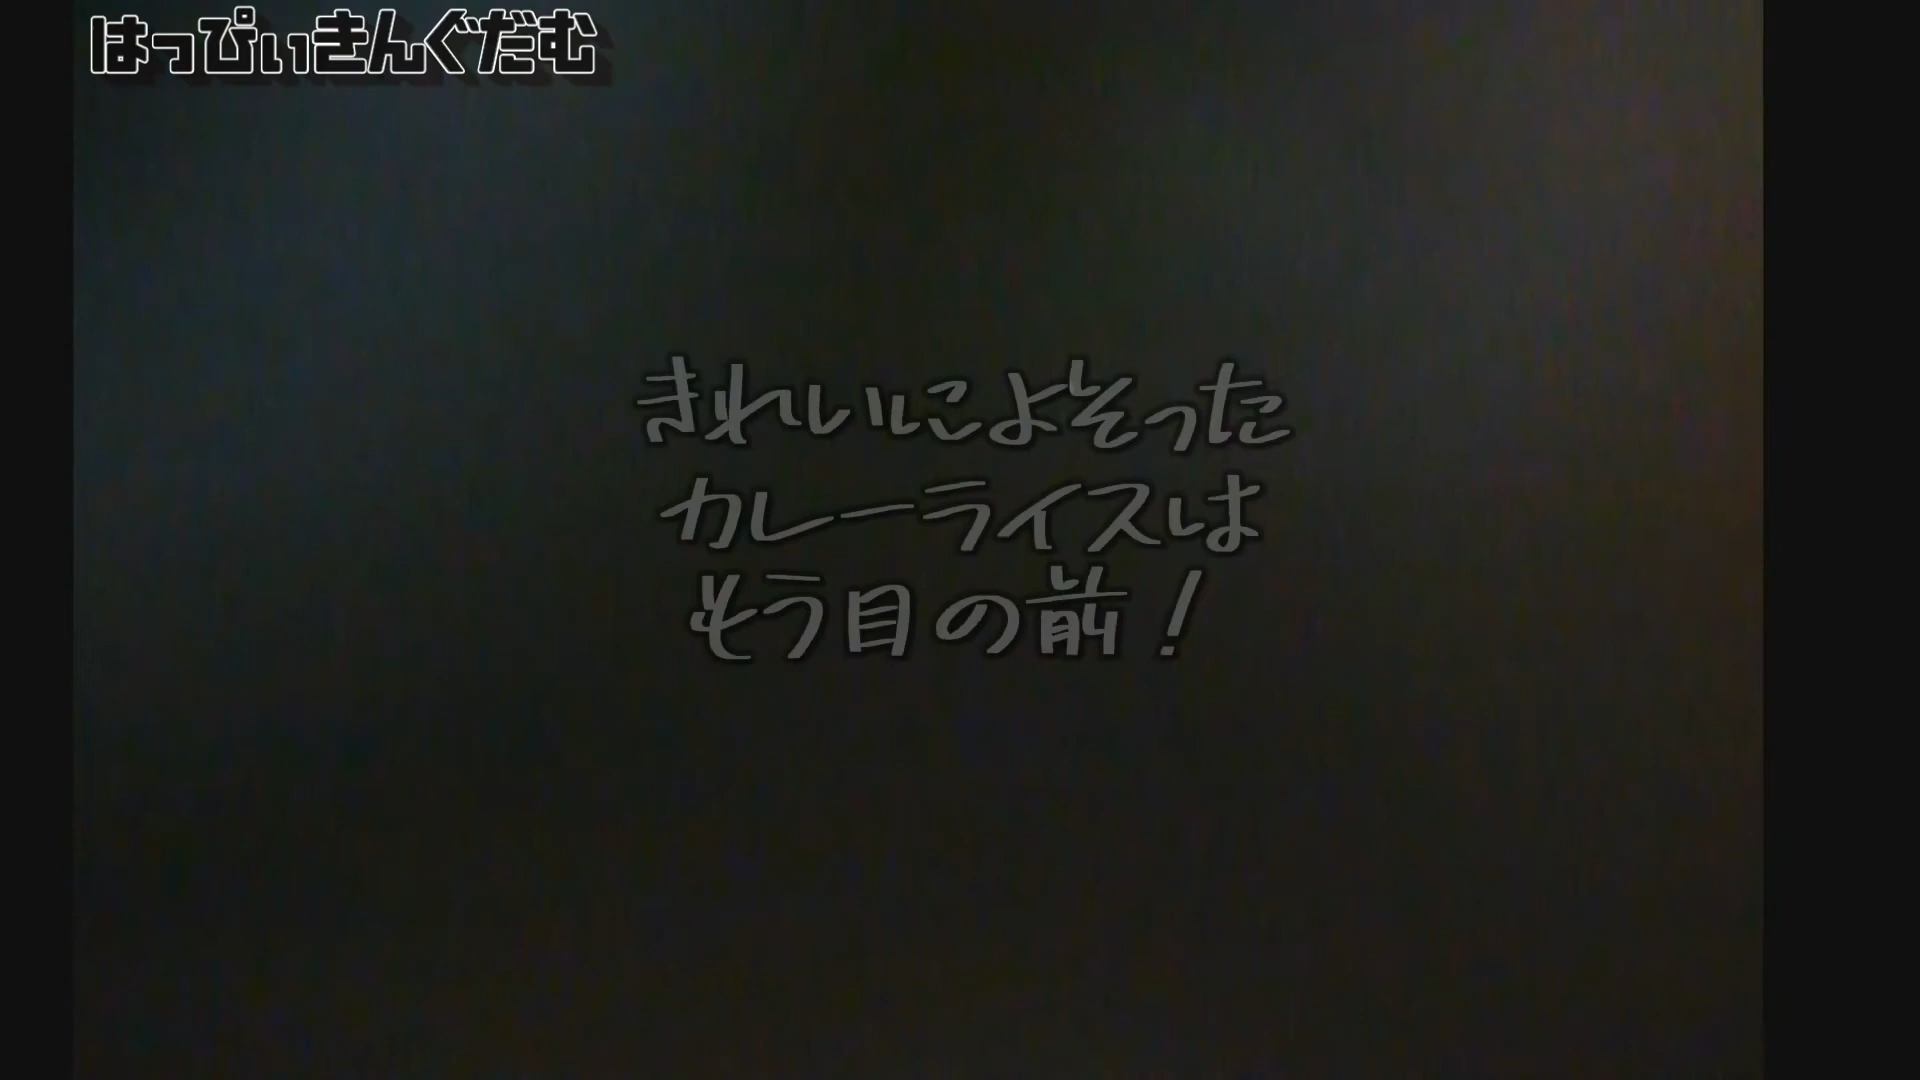 はっぴぃきんぐだむ
きれいによそった
カレーライスは
もう目の前！